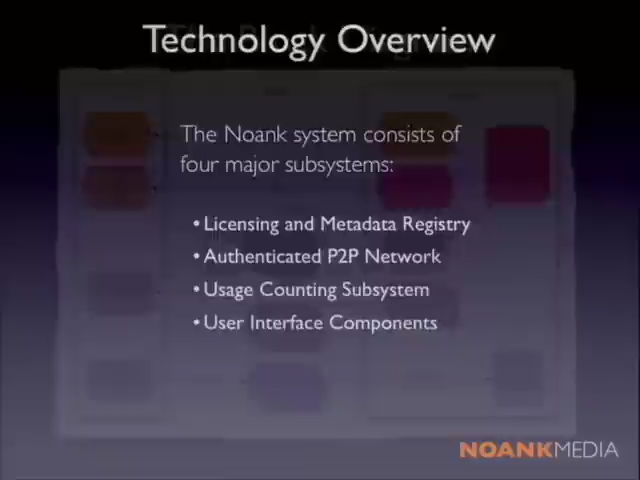 Technology Overview
The Noank system consists of
four major subsystems:
• Licensing and Metadata Registry
• Authenticated P2P Network
• Usage Counting Subsystem
• User Interface Components
NOANKMEDIA